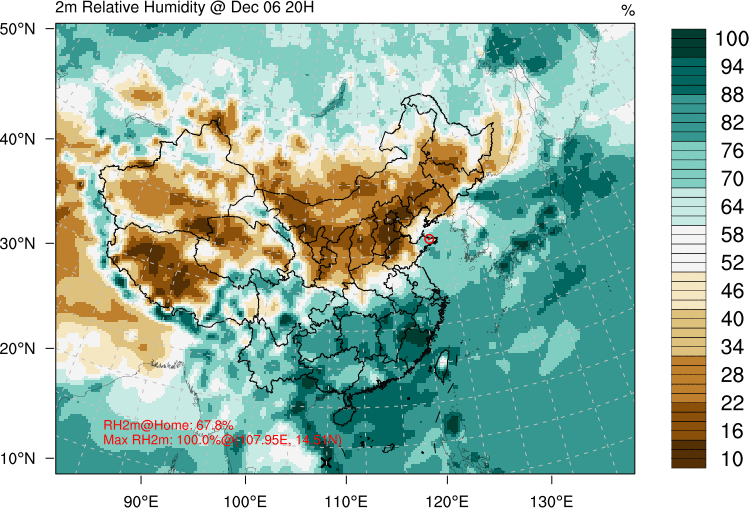 2m Relative Humidity @ Dec 06 20H
%
50°N
40°N
30°N
20°N
10°N
90°E
100°E
110°E
120°E
130°E
RH2m@Home: 67.8%
Max RH2m: 100.0%@(107.95E, 14.51N)
100
94
88
82
76
70
64
58
52
46
40
34
28
22
16
10